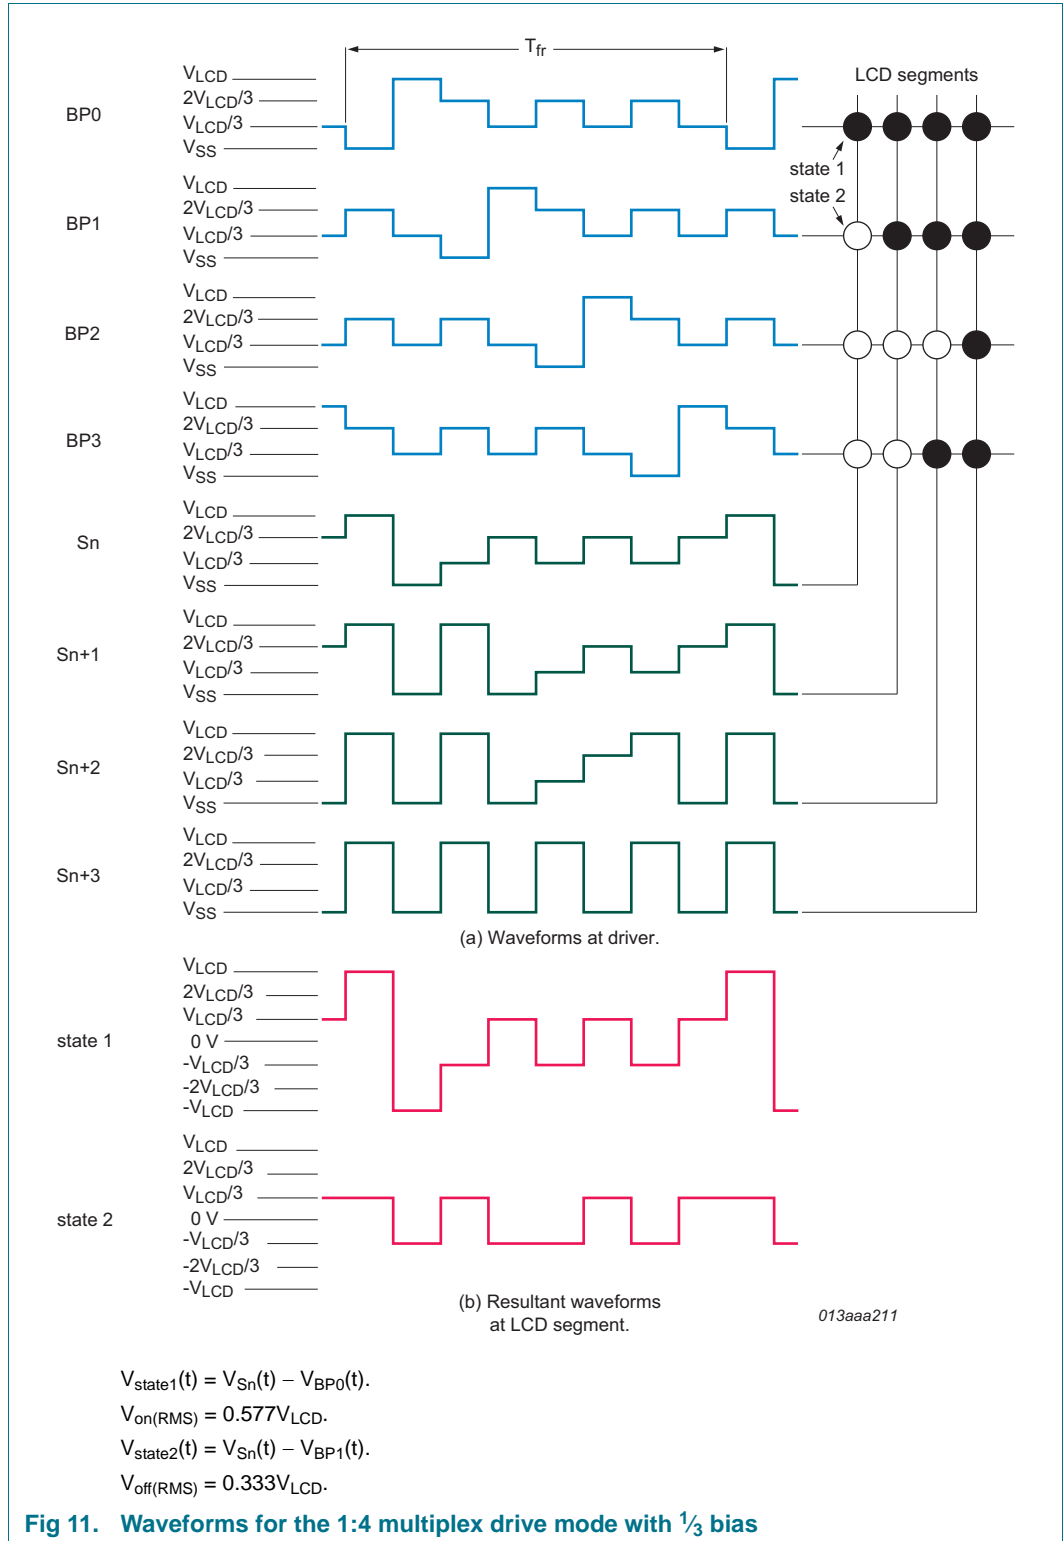 Tfr
VLCD
2VLCD/3
BP0
VLCD/3
VSS
LCD segments
state 1
state 2
VLCD
2VLCD/3
BP1
VLCD/3
VSS
VLCD
2VLCD/3
BP2
VLCD/3
VSS
VLCD
2VLCD/3
BP3
VLCD/3
VSS
VLCD
2VLCD/3
Sn
VLCD/3
VSS
VLCD
2VLCD/3
Sn+1
VLCD/3
VSS
VLCD
2VLCD/3
Sn+2
VLCD/3
VSS
VLCD
2VLCD/3
Sn+3
VLCD/3
VSS
(a) Waveforms at driver.
VLCD
2VLCD/3
VLCD/3
state 1
0 V
-VLCD/3
-2VLCD/3
-VLCD
VLCD
2VLCD/3
VLCD/3
state 2
0 V
-VLCD/3
-2VLCD/3
-VLCD
(b) Resultant waveforms
at LCD segment.
013aaa211
Vstate1(t) = VSn(t) − VBP0(t).
Von(RMS) = 0.577VLCD.
Vstate2(t) = VSn(t) − VBP1(t).
Voff(RMS) = 0.333VLCD.
Fig 11. Waveforms for the 1:4 multiplex drive mode with 1⁄3 bias